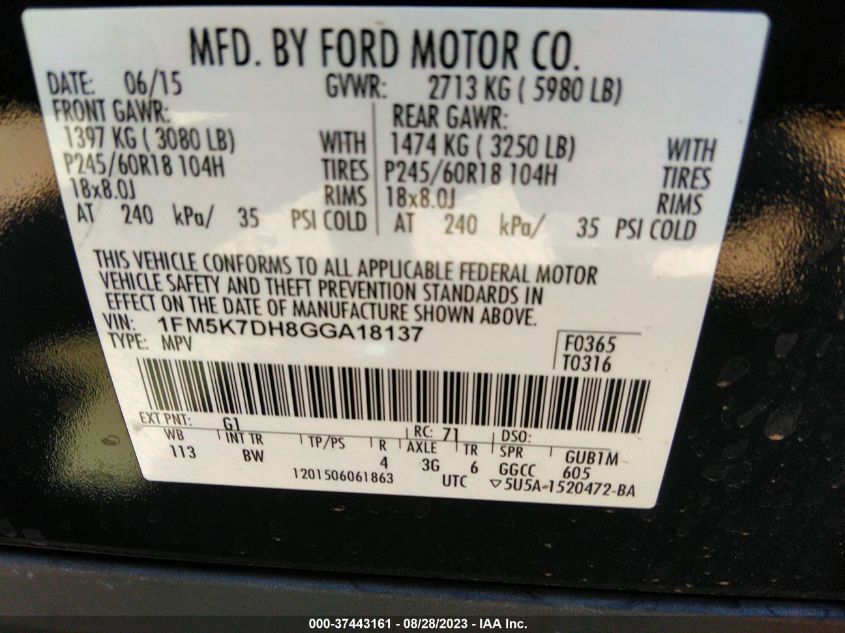 MFD. BY FORD MOTOR CO.
DATE: 06/15 GVWR: 2713 KG ( 5980 LB)
FRONT GAWR: REAR GAWR:
1397 KG ( 3080 LB) WITH 1474 KG ( 3250 LB) WITH
P245/60R18 104H TIRES P245/60R18 104H TIRES
18x8.0J RIMS 18x8.0J RIMS
AT 240 kPa/ 35 PSI COLD AT 240 kPa/ 35 PSI COLD
THIS VEHICLE CONFORMS TO ALL APPLICABLE FEDERAL MOTOR
VEHICLE SAFETY AND THEFT PREVENTION STANDARDS IN
EFFECT ON THE DATE OF MANUFACTURE SHOWN ABOVE.
VIN: 1FM5K7DH8GGA18137
TYPE: MPV
F0365
T0316
EXT PNT: G1 RC: 71 DSO:
WB INT TR TP/PS R AXLE TR SPR GUB1M
113 BW 4 3G 6 GGCC 605
1201506061863 UTC ▽5U5A-1520472-BA
000-37443161 | 08/28/2023 | IAA Inc.